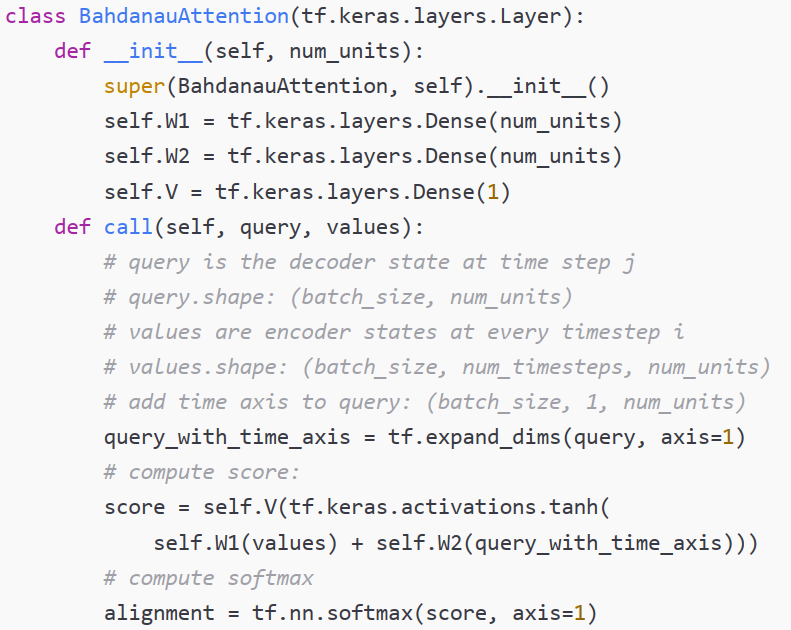 class BahdanauAttention(tf.keras.layers.Layer):
    def __init__(self, num_units):
        super(BahdanauAttention, self).__init__()
        self.W1 = tf.keras.layers.Dense(num_units)
        self.W2 = tf.keras.layers.Dense(num_units)
        self.V = tf.keras.layers.Dense(1)
    def call(self, query, values):
        # query is the decoder state at time step j
        # query.shape: (batch_size, num_units)
        # values are encoder states at every timestep i
        # values.shape: (batch_size, num_timesteps, num_units)
        # add time axis to query: (batch_size, 1, num_units)
        query_with_time_axis = tf.expand_dims(query, axis=1)
        # compute score:
        score = self.V(tf.keras.activations.tanh(
            self.W1(values) + self.W2(query_with_time_axis)))
        # compute softmax
        alignment = tf.nn.softmax(score, axis=1)